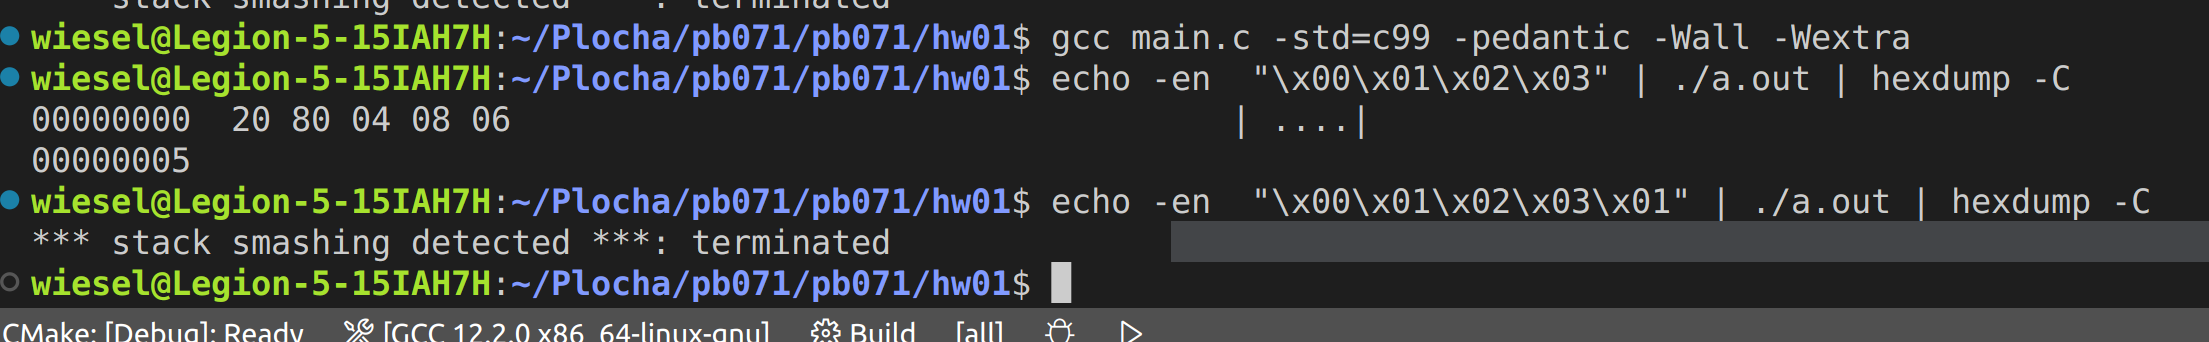 stack smashing detected : terminated
wiesel@Legion-5-15IAH7H:~/Plocha/pb071/pb071/hw01$ gcc main.c -std=c99 -pedantic -Wall -Wextra
wiesel@Legion-5-15IAH7H:~/Plocha/pb071/pb071/hw01$ echo -en  "\x00\x01\x02\x03" | ./a.out | hexdump -C
00000000  20 80 04 08 06                                    | ....|
00000005
wiesel@Legion-5-15IAH7H:~/Plocha/pb071/pb071/hw01$ echo -en  "\x00\x01\x02\x03\x01" | ./a.out | hexdump -C
*** stack smashing detected ***: terminated
wiesel@Legion-5-15IAH7H:~/Plocha/pb071/pb071/hw01$
CMake: [Debug]: Ready [GCC 12.2.0 x86_64-linux-gnu] Build [all]